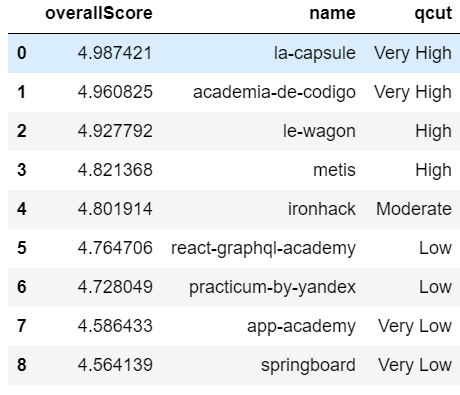 overallScore name qcut
0 4.987421 la-capsule Very High
1 4.960825 academia-de-codigo Very High
2 4.927792 le-wagon High
3 4.821368 metis High
4 4.801914 ironhack Moderate
5 4.764706 react-graphql-academy Low
6 4.728049 practicum-by-yandex Low
7 4.586433 app-academy Very Low
8 4.564139 springboard Very Low